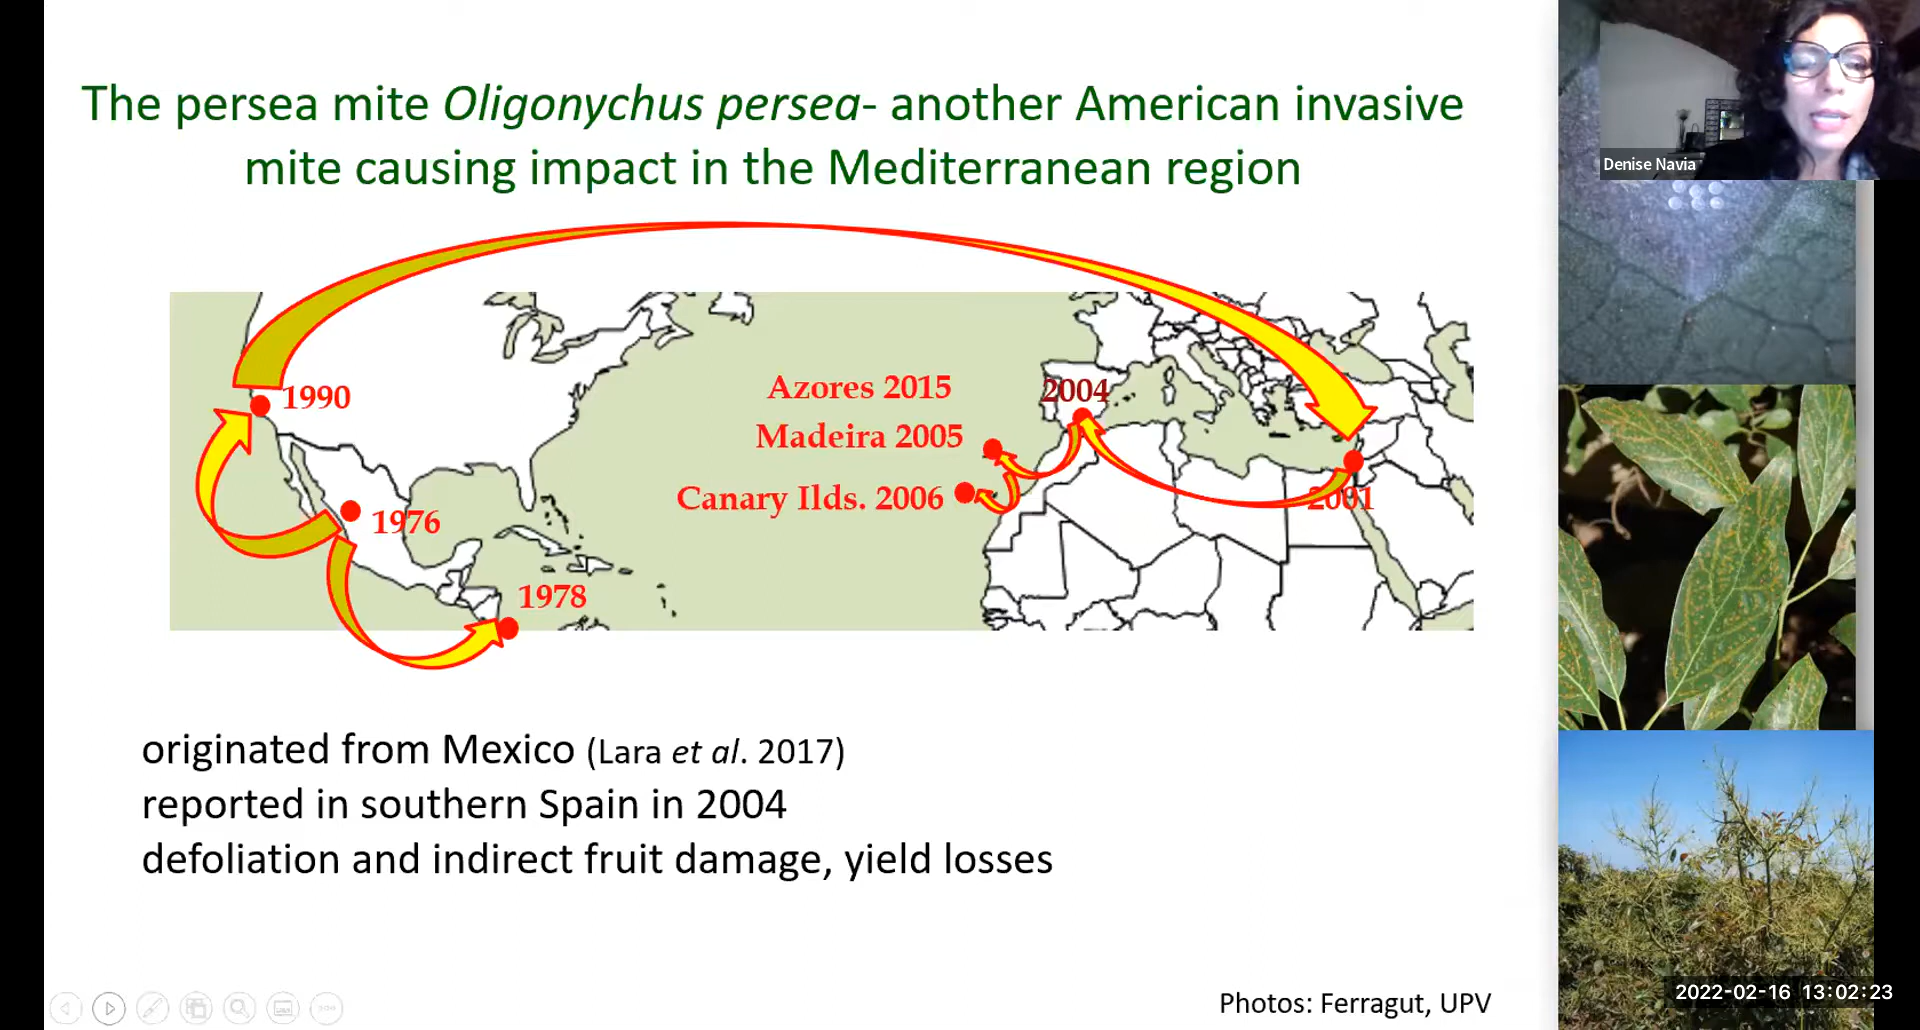 The persea mite Oligonychus persea- another American invasive
mite causing impact in the Mediterranean region
Denise Navia
1990
1976
1978
Azores 2015
Madeira 2005
Canary Ilds. 2006
2004
2001
originated from Mexico (Lara et al. 2017)
reported in southern Spain in 2004
defoliation and indirect fruit damage, yield losses
Photos: Ferragut, UPV
2022-02-16 13:02:23